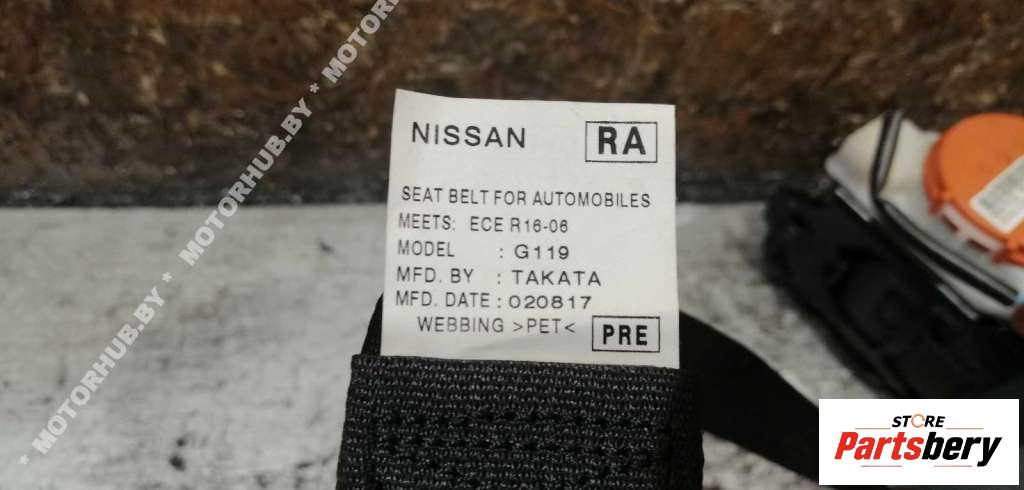 * MOTORHUB.BY * MOTORHUB.BY * MOTORHUB
NISSAN RA
SEAT BELT FOR AUTOMOBILES
MEETS: ECE R16-06
MODEL : G119
MFD. BY : TAKATA
MFD. DATE : 020817
WEBBING >PET< PRE
STORE
Partsbery